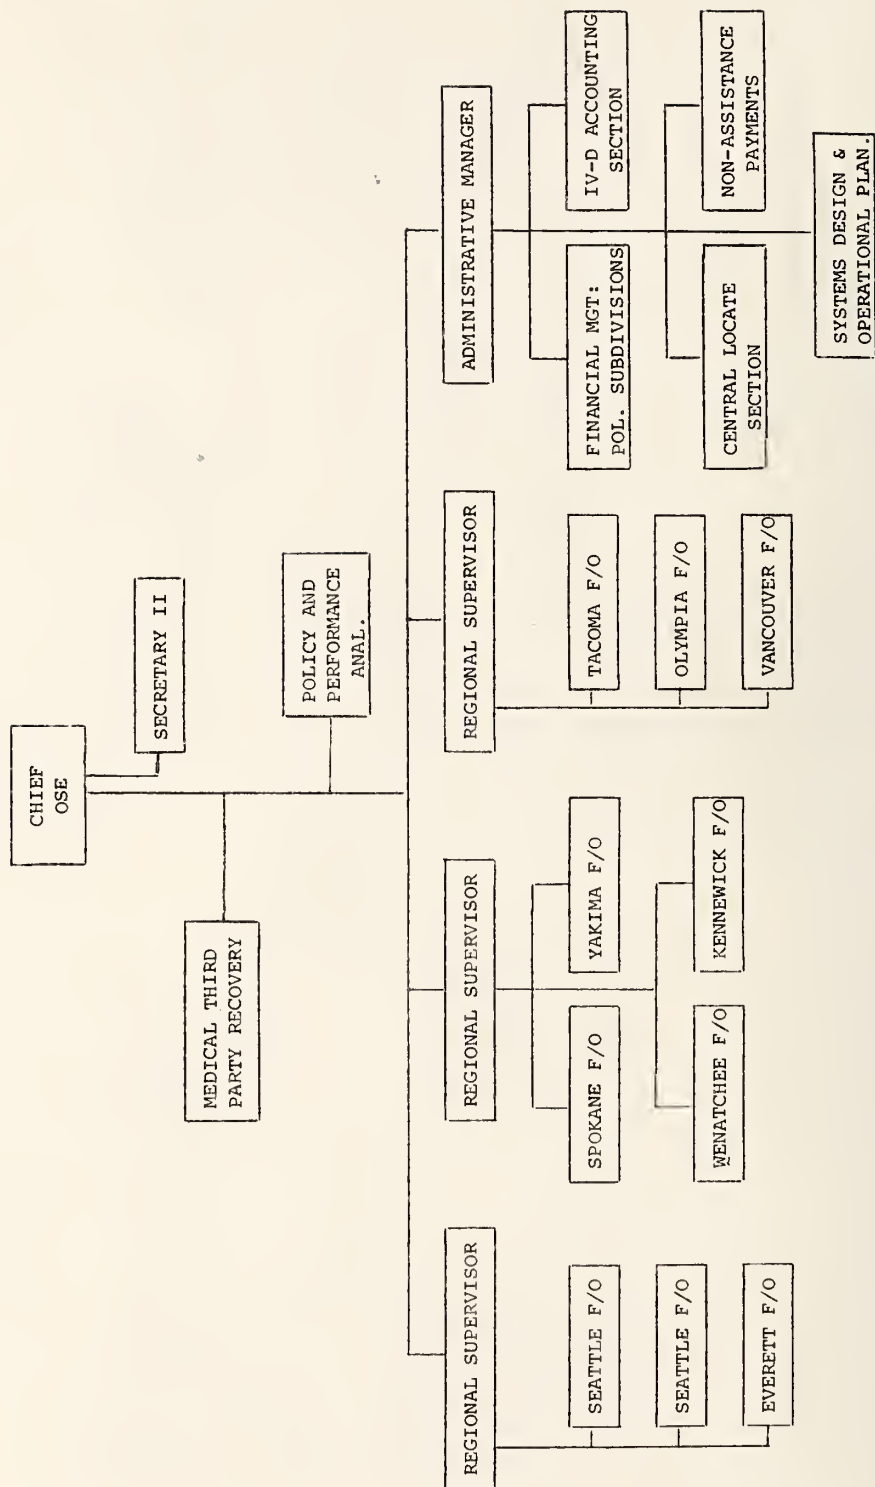 CHIEF
OSE
SECRETARY II
MEDICAL THIRD
PARTY RECOVERY
POLICY AND
PERFORMANCE
ANAL.
REGIONAL SUPERVISOR
SEATTLE F/O
SEATTLE F/O
EVERETT F/O
REGIONAL SUPERVISOR
SPOKANE F/O
YAKIMA F/O
WENATCHEE F/O
KENNEWICK F/O
REGIONAL SUPERVISOR
TACOMA F/O
OLYMPIA F/O
VANCOUVER F/O
ADMINISTRATIVE MANAGER
FINANCIAL MGT:
POL. SUBDIVISIONS
IV-D ACCOUNTING
SECTION
CENTRAL LOCATE
SECTION
NON-ASSISTANCE
PAYMENTS
SYSTEMS DESIGN &
OPERATIONAL PLAN.